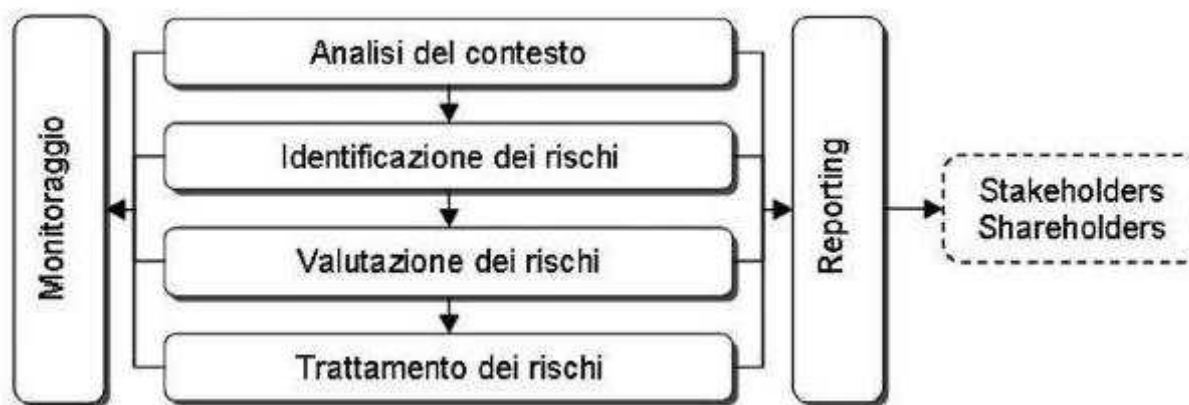 Monitoraggio
Analisi del contesto
Identificazione dei rischi
Valutazione dei rischi
Trattamento dei rischi
Reporting
Stakeholders
Shareholders